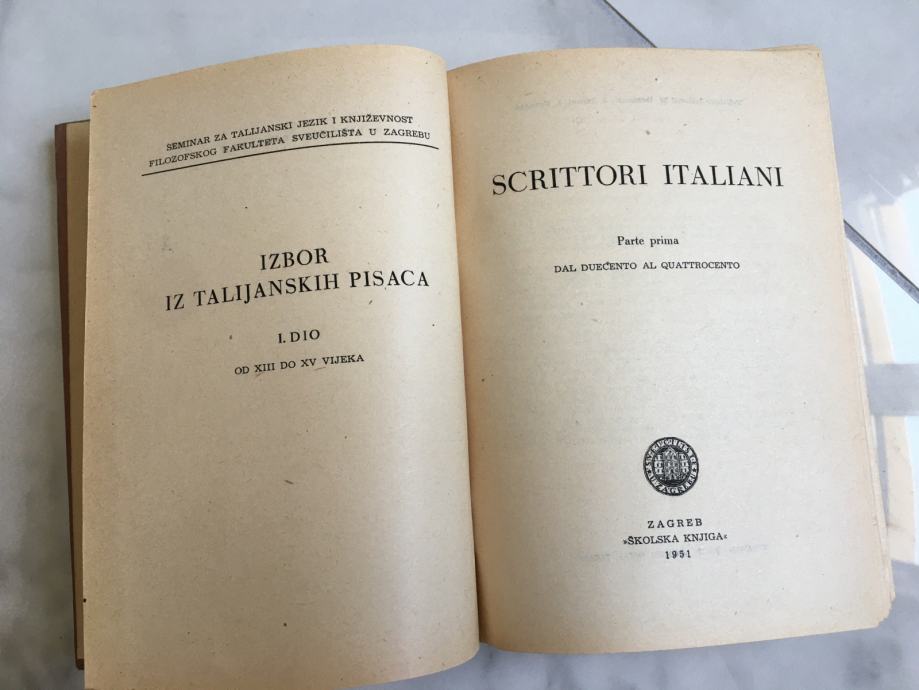 SEMINAR ZA TALIJANSKI JEZIK I KNJIŽEVNOST
FILOZOFSKOG FAKULTETA SVEUČILIŠTA U ZAGREBU
IZBOR
IZ TALIJANSKIH PISACA
I. DIO
OD XIII DO XV VIJEKA
SCRITTORI ITALIANI
Parte prima
DAL DUECENTO AL QUATTROCENTO
ZAGREB
»ŠKOLSKA KNJIGA«
1951